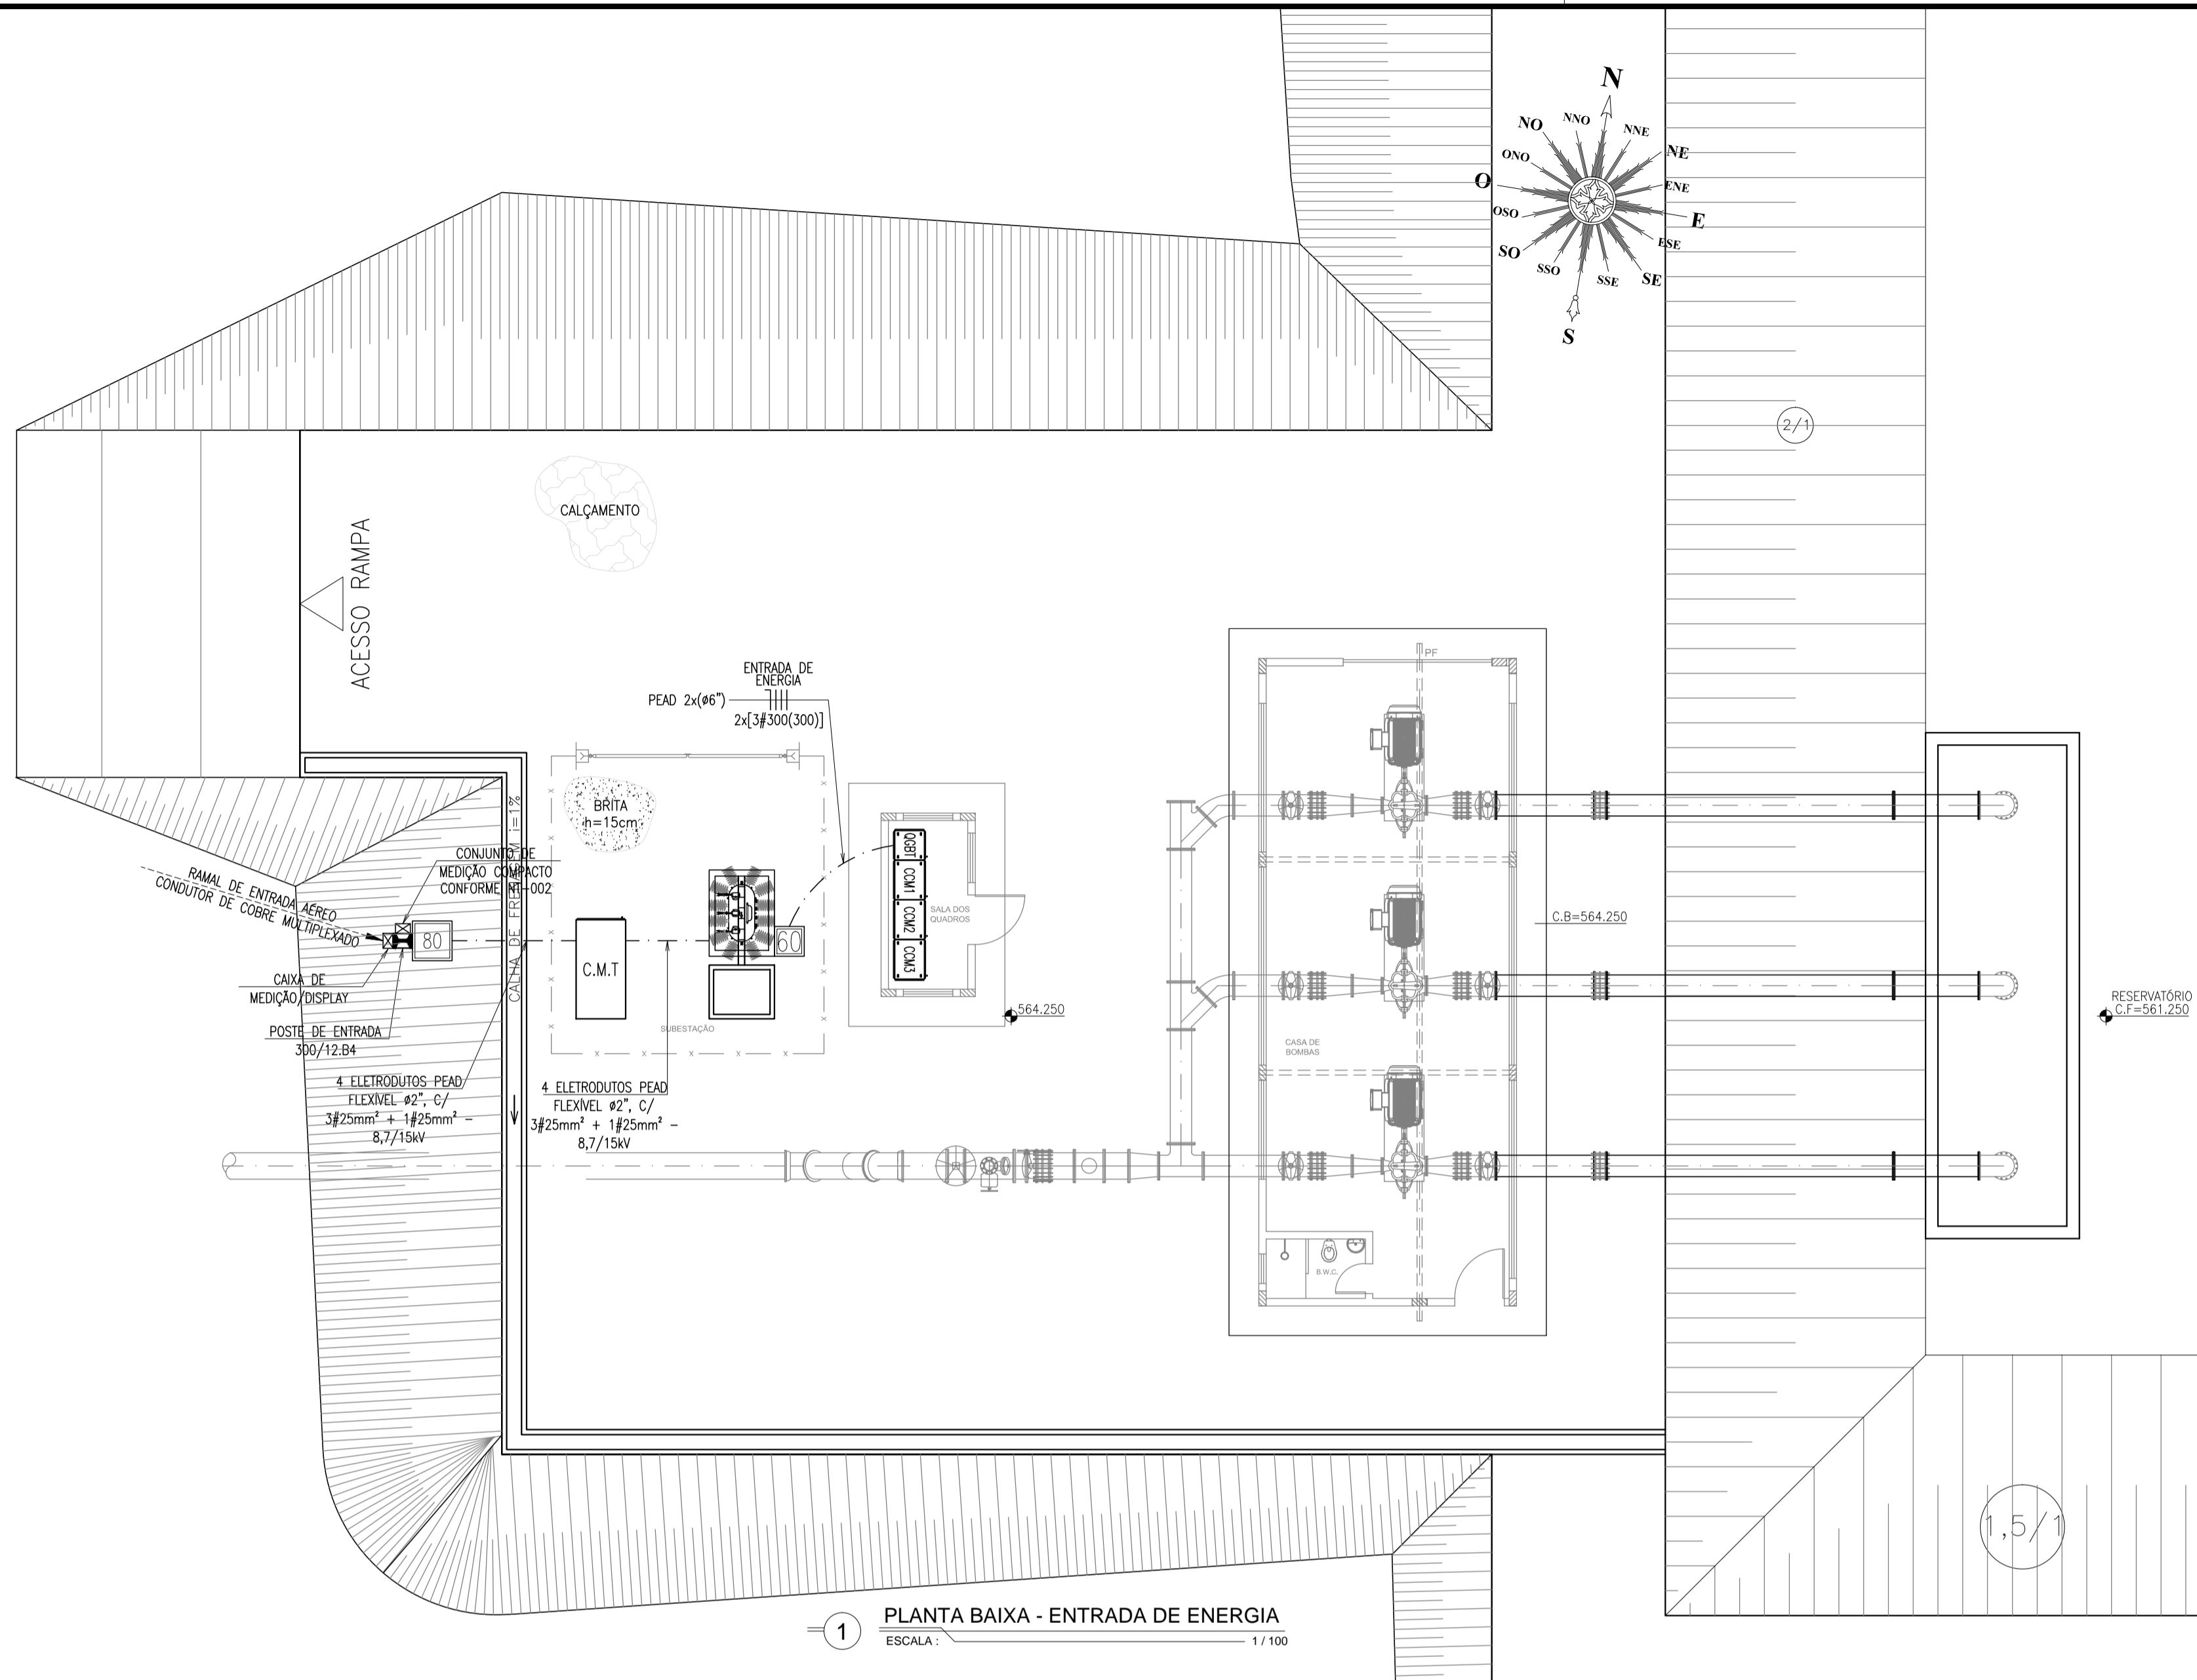 N
NNO
NNE
NO
NE
ONO
ENE
O
E
OSO
ESE
SO
SE
SSO
SSE
S
2/1
CALÇAMENTO
ACESSO RAMPA
ENTRADA DE
ENERGIA
PEAD 2x(ø6")
2x[3#300(300)]
PF
BRITA
h=15cm
CALHA DE FRENAGEM i=1%
CONJUNTO DE
MEDIÇÃO COMPACTO
CONFORME NT-002
RAMAL DE ENTRADA AÉREO
CONDUTOR DE COBRE MULTIPLEXADO
80
C.M.T
60
QGBT
CCM1
CCM2
CCM3
SALA DOS
QUADROS
C.B=564.250
CAIXA DE
MEDIÇÃO/DISPLAY
POSTE DE ENTRADA
300/12.B4
SUBESTAÇÃO
564.250
RESERVATÓRIO
C.F=561.250
CASA DE
BOMBAS
4 ELETRODUTOS PEAD
FLEXÍVEL ø2", C/
3#25mm² + 1#25mm² -
8,7/15kV
4 ELETRODUTOS PEAD
FLEXÍVEL ø2", C/
3#25mm² + 1#25mm² -
8,7/15kV
B.W.C.
1,5/1
1
PLANTA BAIXA - ENTRADA DE ENERGIA
ESCALA :
1 / 100